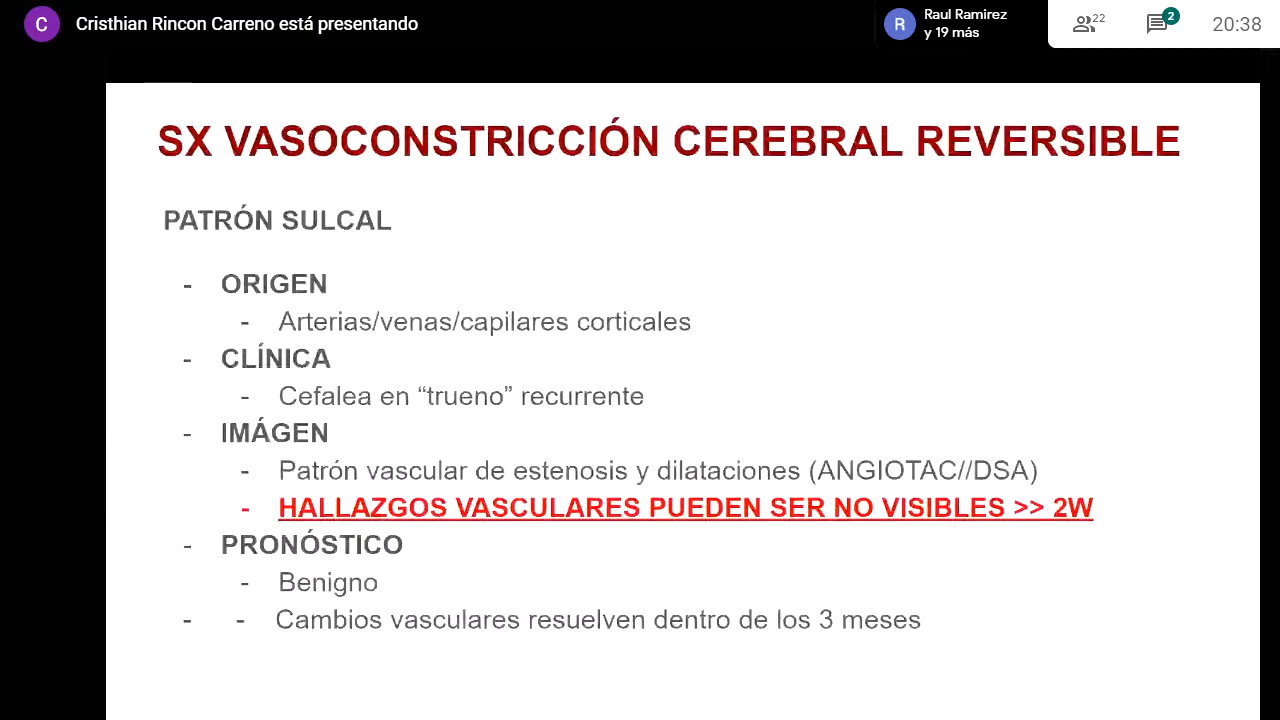 C Cristhian Rincon Carreno está presentando
R Raul Ramirez
y 19 más
22
2
20:38
SX VASOCONSTRICCIÓN CEREBRAL REVERSIBLE
PATRÓN SULCAL
- ORIGEN
- Arterias/venas/capilares corticales
- CLÍNICA
- Cefalea en “trueno” recurrente
- IMÁGEN
- Patrón vascular de estenosis y dilataciones (ANGIOTAC//DSA)
- HALLAZGOS VASCULARES PUEDEN SER NO VISIBLES >> 2W
- PRONÓSTICO
- Benigno
- - Cambios vasculares resuelven dentro de los 3 meses